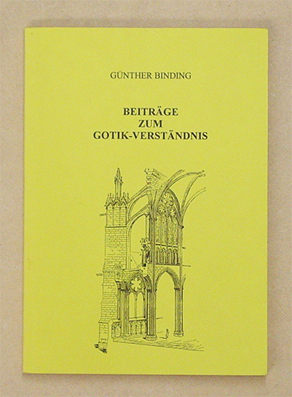 GÜNTHER BINDING
BEITRÄGE
ZUM
GOTIK-VERSTÄNDNIS